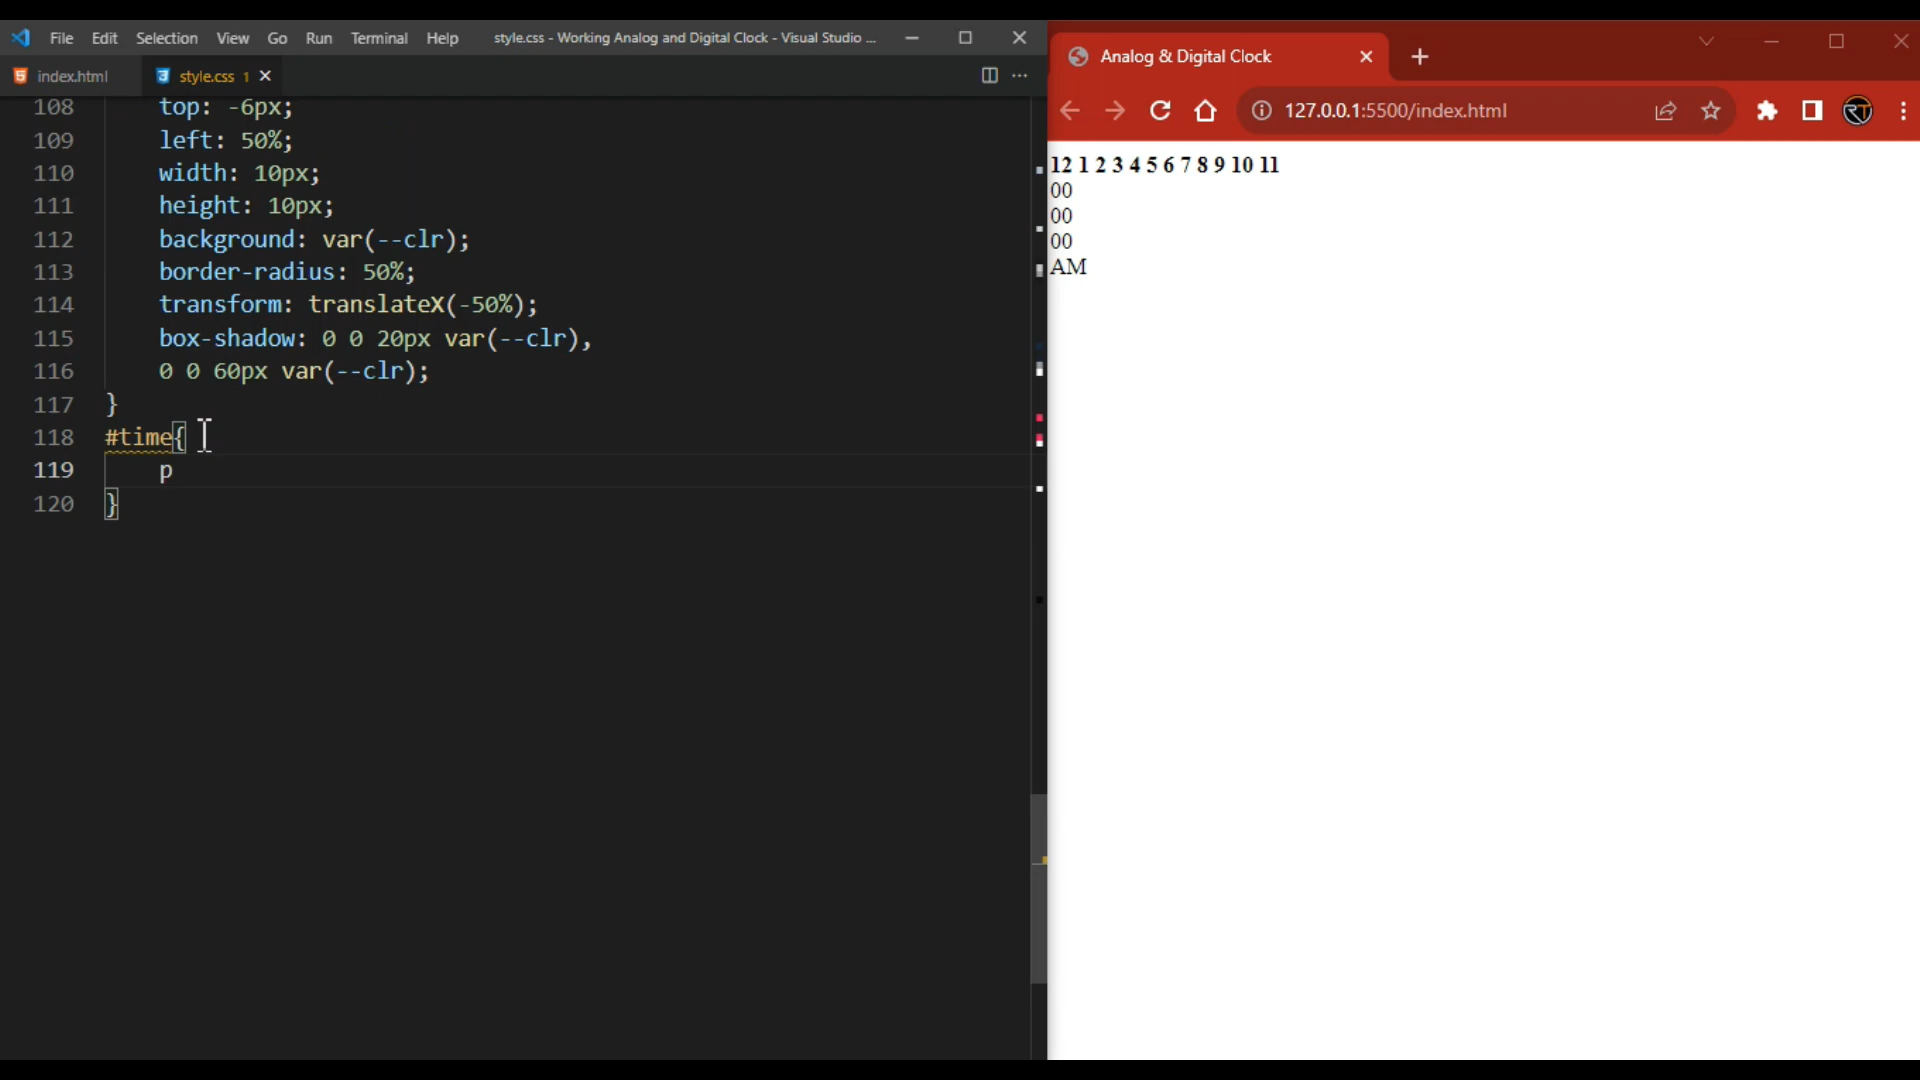 File Edit Selection View Go Run Terminal Help style.css - Working Analog and Digital Clock - Visual Studio ...
index.html style.css 1
108 top: -6px;
109 left: 50%;
110 width: 10px;
111 height: 10px;
112 background: var(--clr);
113 border-radius: 50%;
114 transform: translateX(-50%);
115 box-shadow: 0 0 20px var(--clr),
116 0 0 60px var(--clr);
117 }
118 #time{
119 p
120 }
Analog & Digital Clock
127.0.0.1:5500/index.html
RT
12 1 2 3 4 5 6 7 8 9 10 11
00
00
00
AM